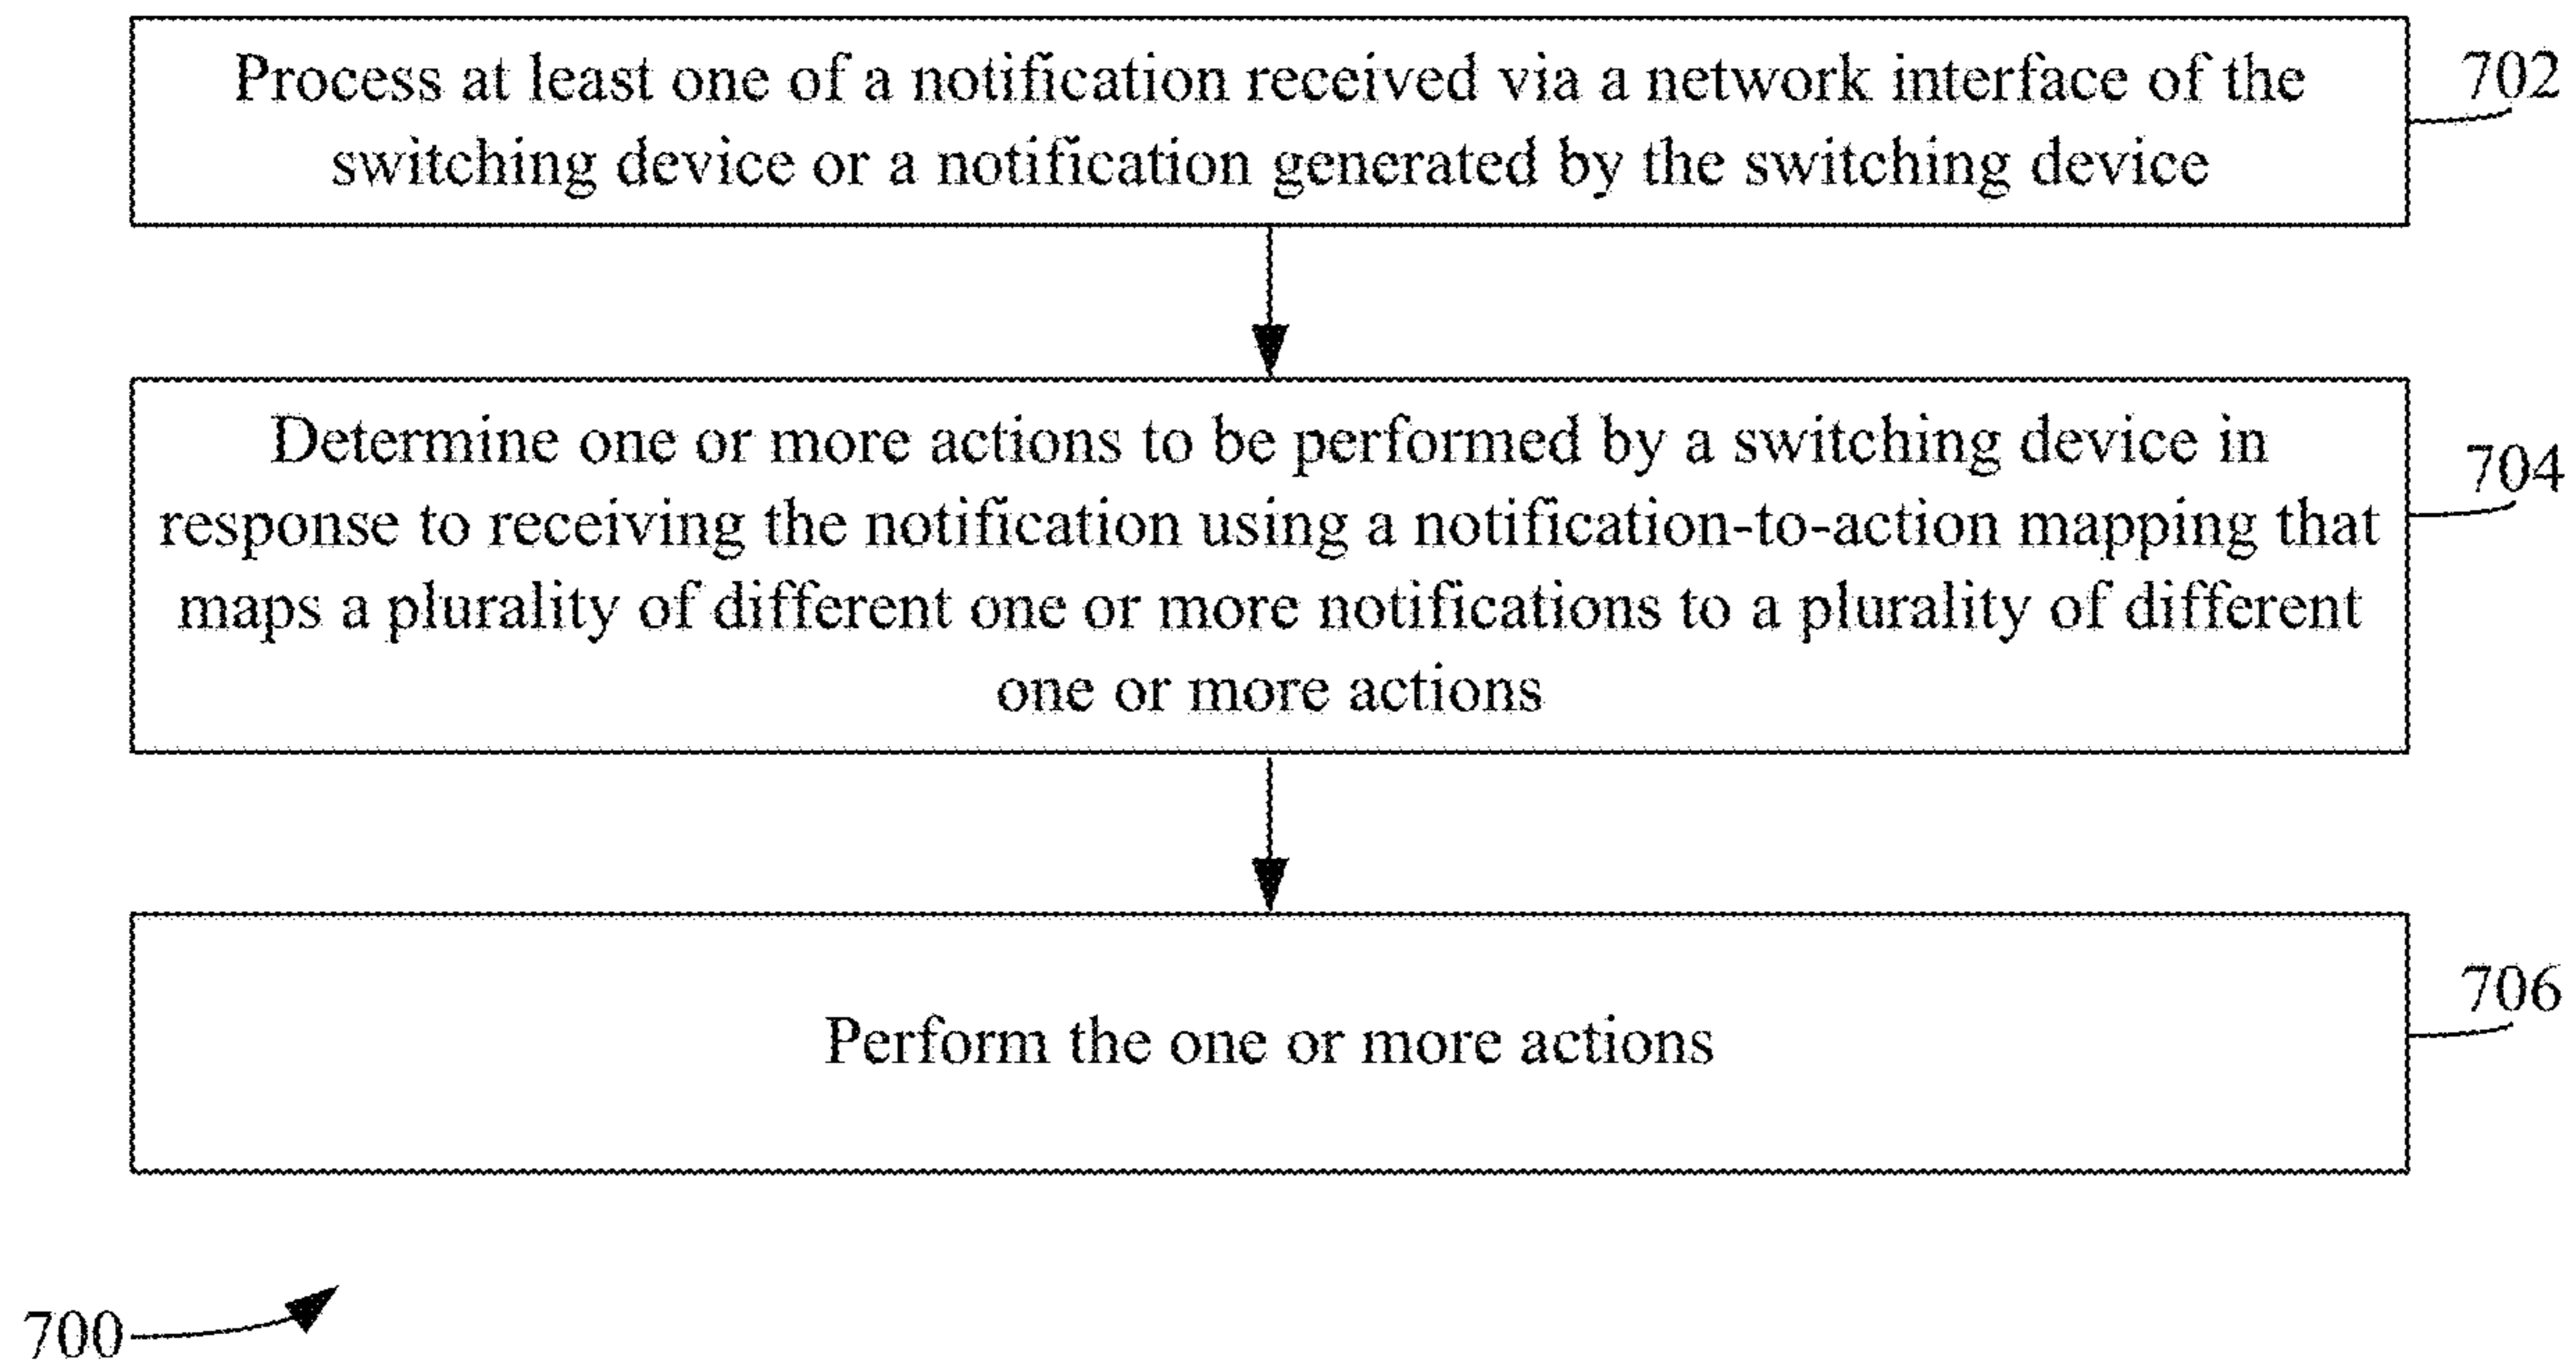 Process at least one of a notification received via a network interface of the
switching device or a notification generated by the switching device
702
Determine one or more actions to be performed by a switching device in
response to receiving the notification using a notification-to-action mapping that
maps a plurality of different one or more notifications to a plurality of different
one or more actions
704
Perform the one or more actions
706
700